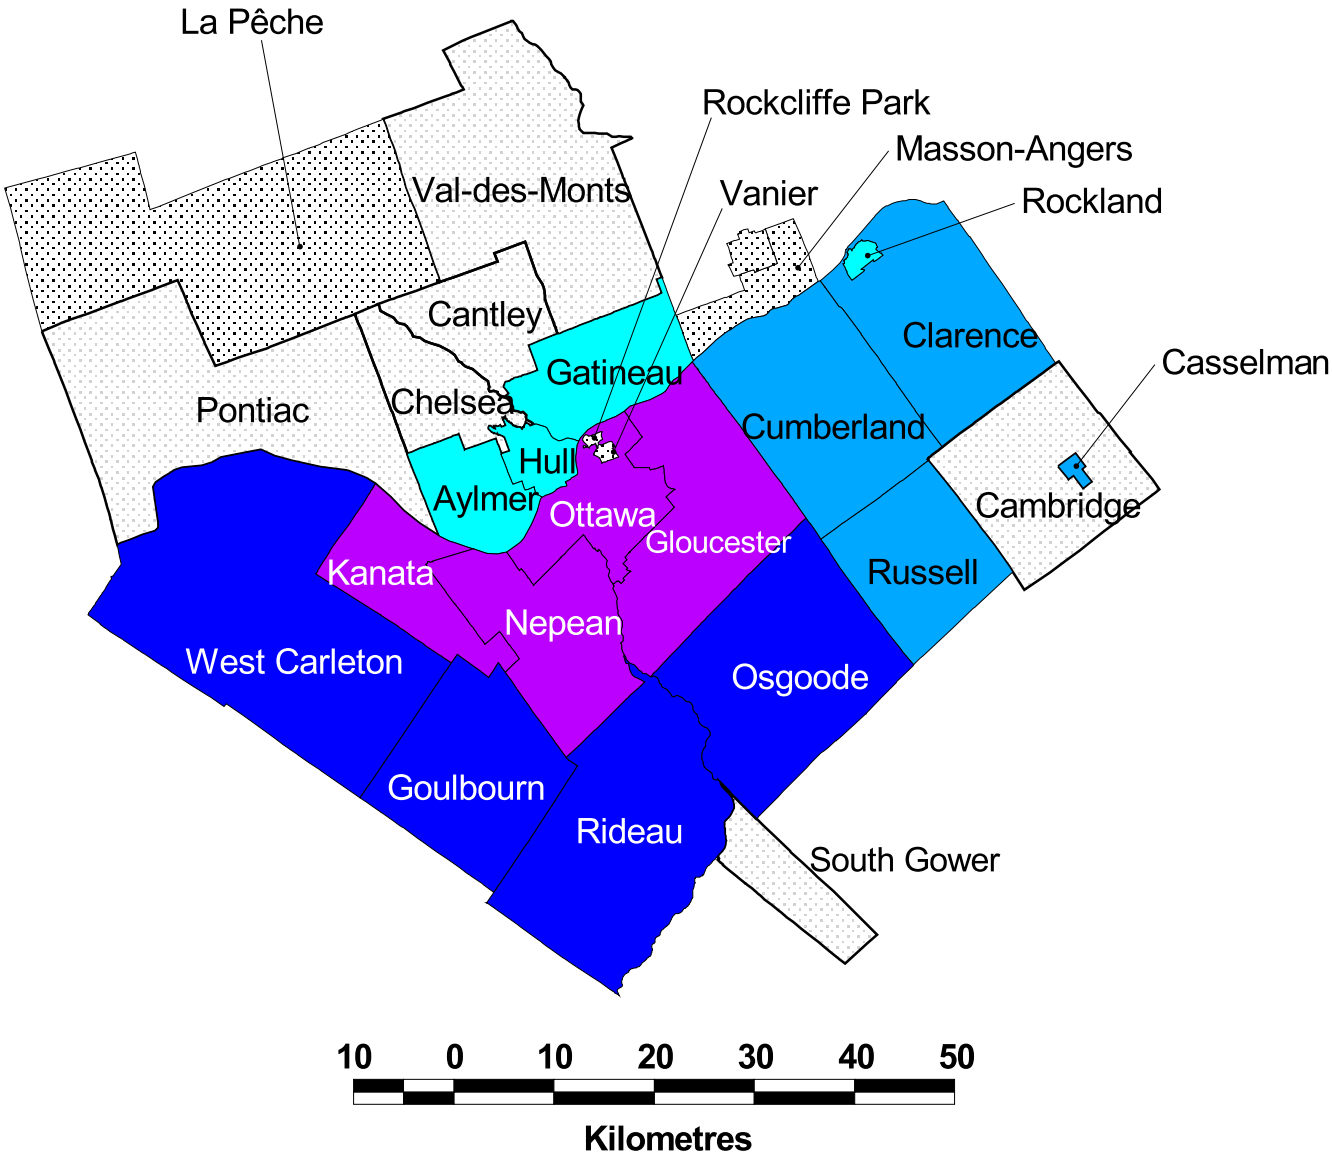 La Pêche
Rockcliffe Park
Masson-Angers
Val-des-Monts
Vanier
Rockland
Cantley
Clarence
Casselman
Gatineau
Chelsea
Pontiac
Cumberland
Hull
Aylmer
Cambridge
Ottawa
Gloucester
Kanata
Russell
Nepean
West Carleton
Osgoode
Goulbourn
Rideau
South Gower
10 0 10 20 30 40 50
Kilometres